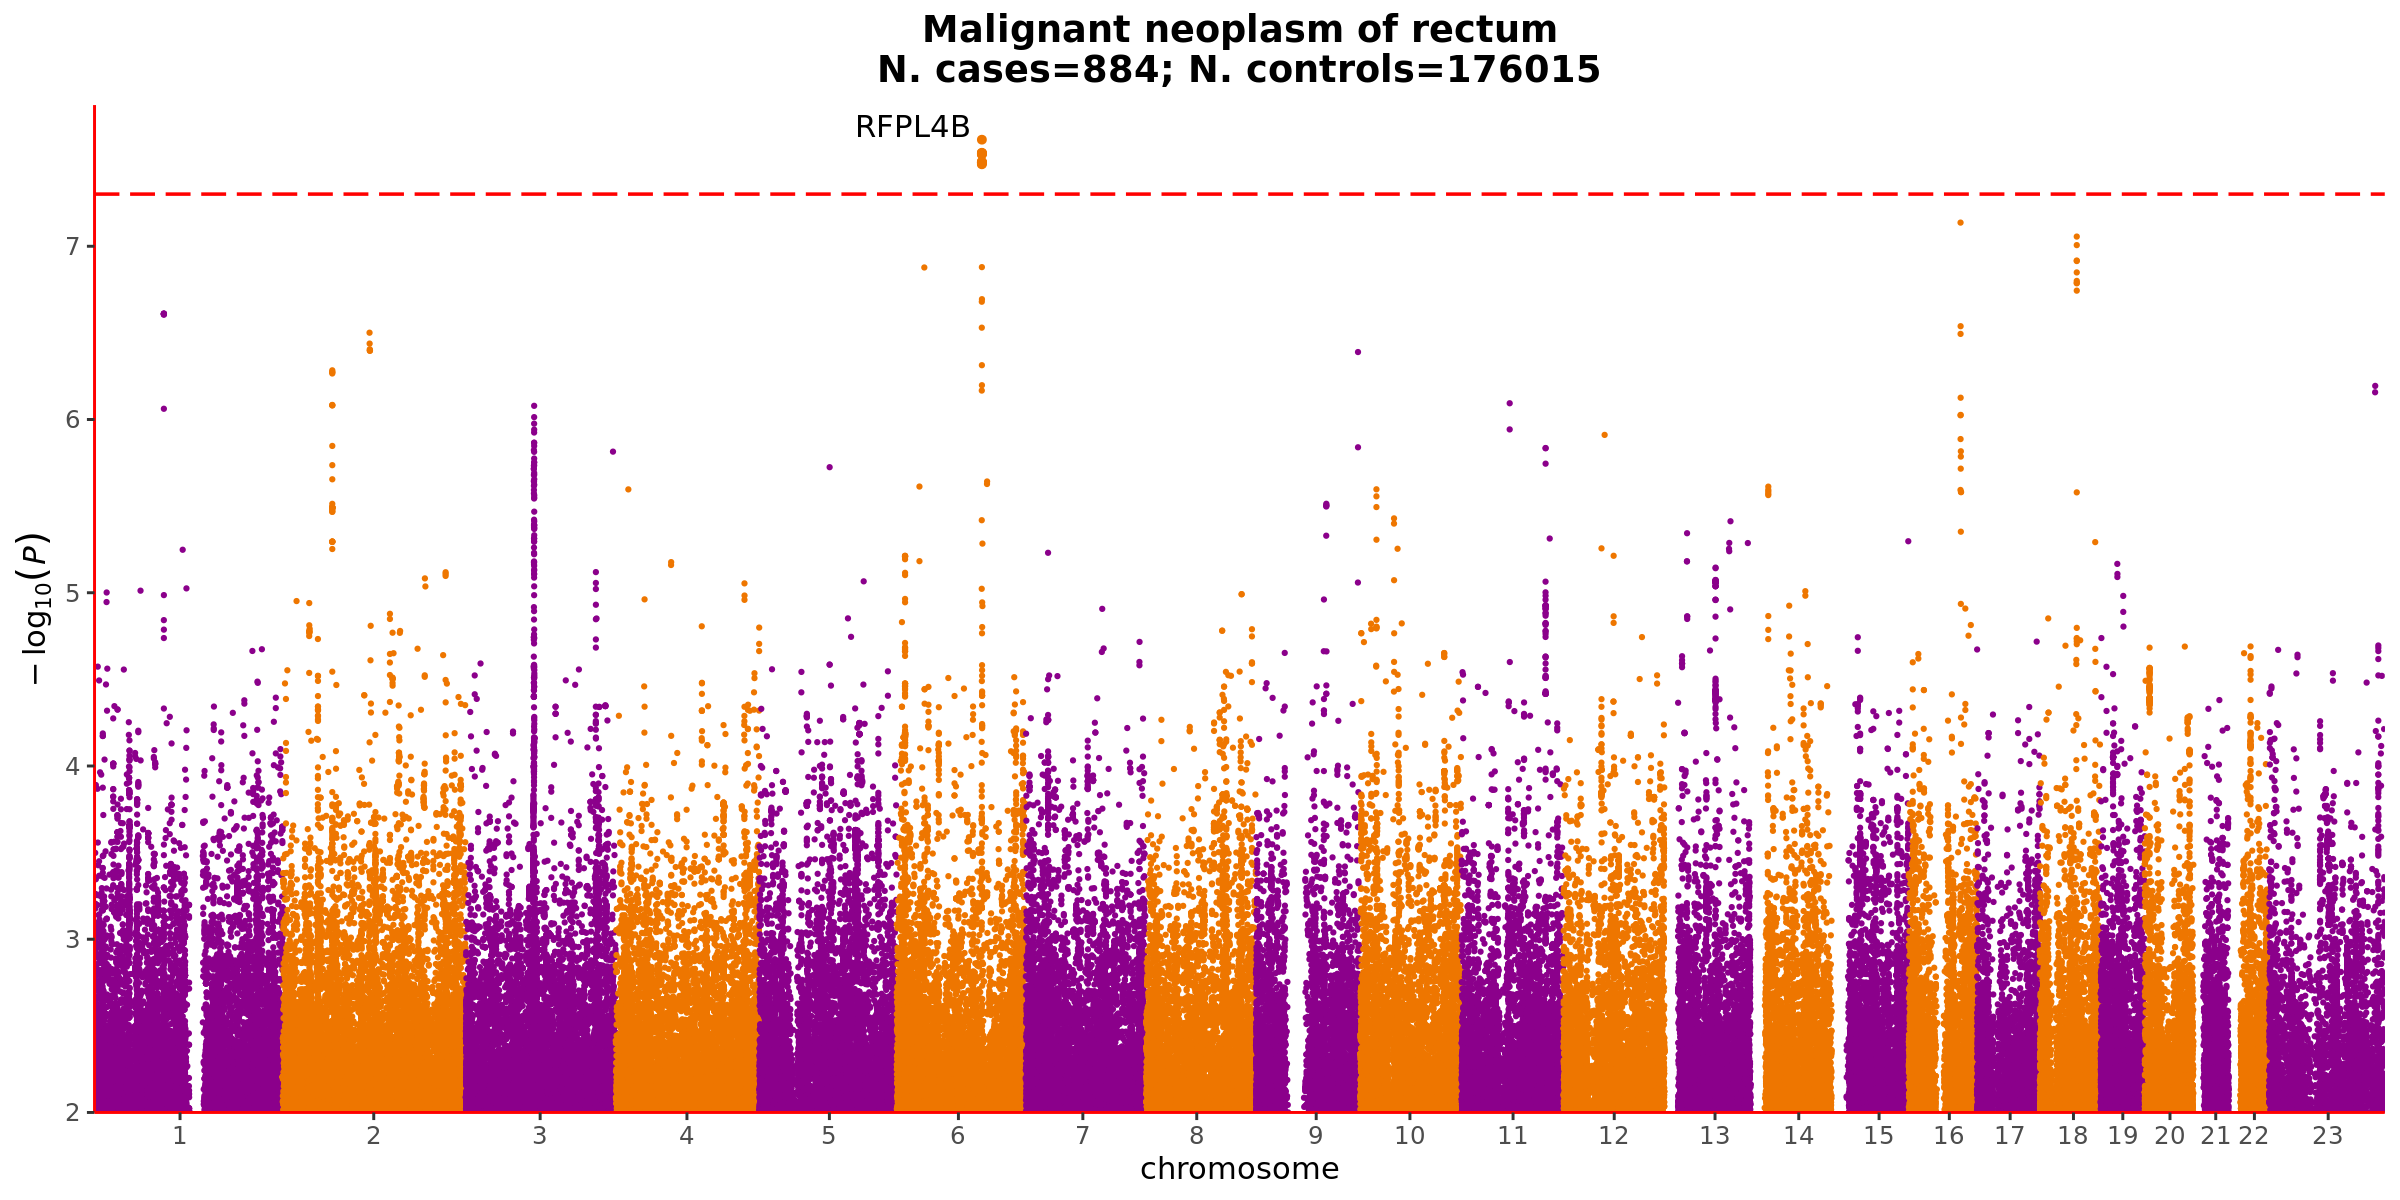 Malignant neoplasm of rectum
N. cases=884; N. controls=176015
RFPL4B
7
6
5
4
3
2
−log10(P)
1 2 3 4 5 6 7 8 9 10 11 12 13 14 15 16 17 18 19 20 21 22 23
chromosome